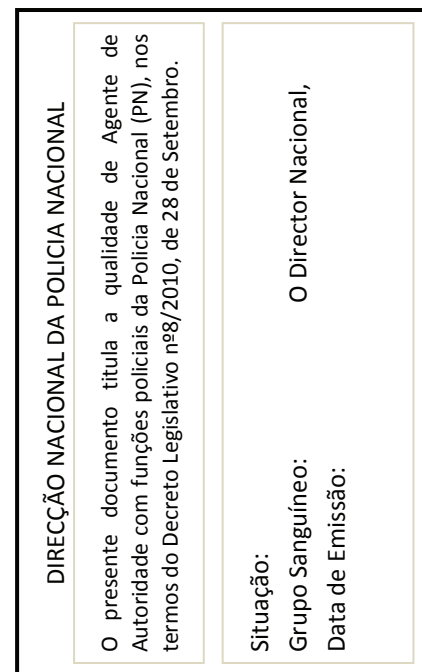 DIRECÇÃO NACIONAL DA POLICIA NACIONAL
O presente documento titula a qualidade de Agente de
Autoridade com funções policiais da Policia Nacional (PN), nos
termos do Decreto Legislativo nº8/2010, de 28 de Setembro.
Situação:
Grupo Sanguíneo: O Director Nacional,
Data de Emissão: